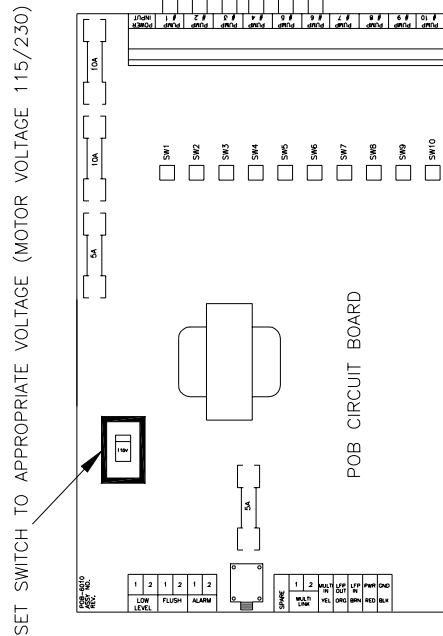 SET SWITCH TO APPROPRIATE VOLTAGE (MOTOR VOLTAGE 115/230)
POWER INPUT
PUMP # 1
PUMP # 2
PUMP # 3
PUMP # 4
PUMP # 5
PUMP # 6
PUMP # 7
PUMP # 8
PUMP # 9
PUMP # 10
10A
10A
5A
SW1
SW2
SW3
SW4
SW5
SW6
SW7
SW8
SW9
SW10
115v
POB CIRCUIT BOARD
5A
POB-6010
ASSY NO.
REV.
1 2 1 2 1 2
LOW LEVEL
FLUSH
ALARM
SPARE
1 2
MULTI LINK
MULTI IN
LFP OUT
LFP IN
PWR
GND
YEL
ORG
BRN
RED
BLK